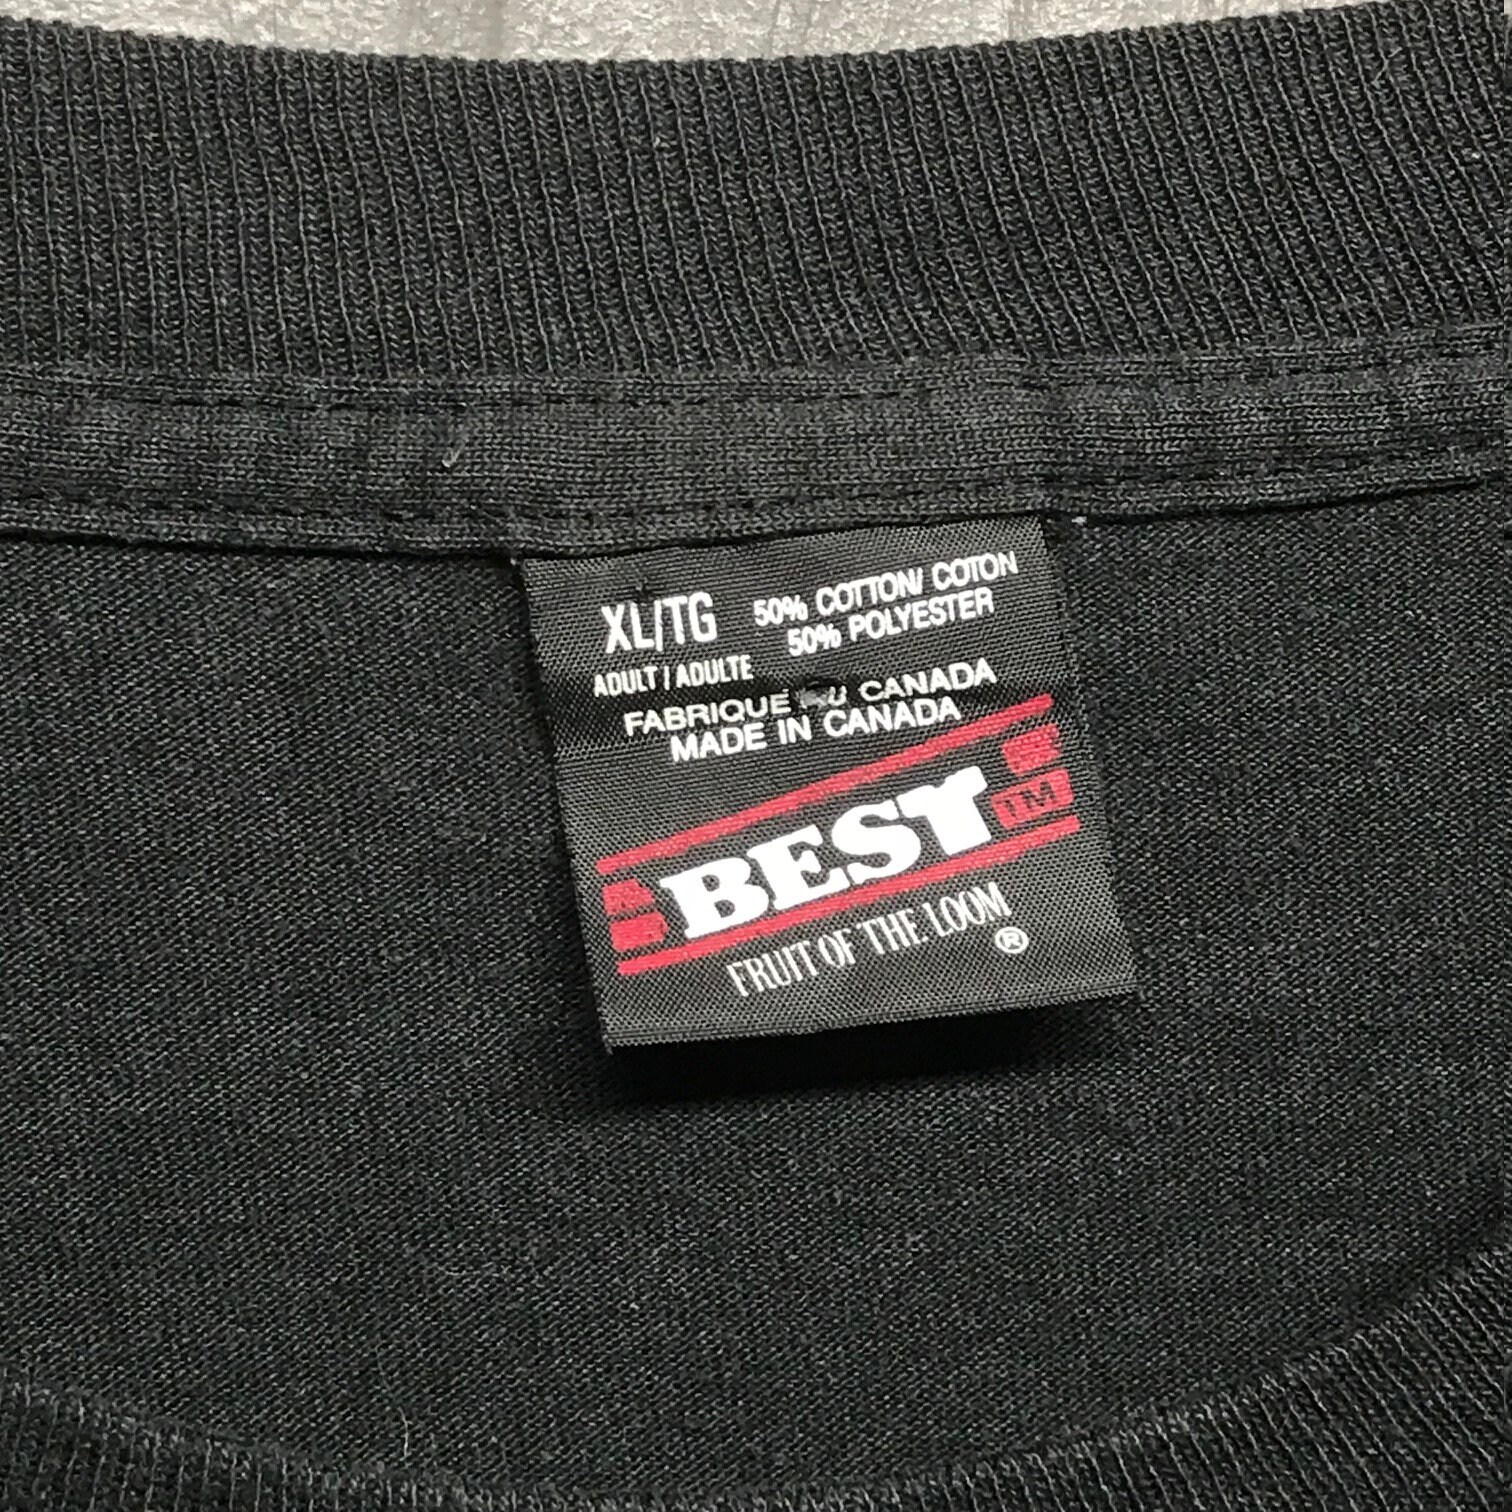 XL/TG 50% COTTON/ COTON
50% POLYESTER
ADULT / ADULTE
FABRIQUE CANADA
MADE IN CANADA
BEST TM
FRUIT OF THE LOOM
®